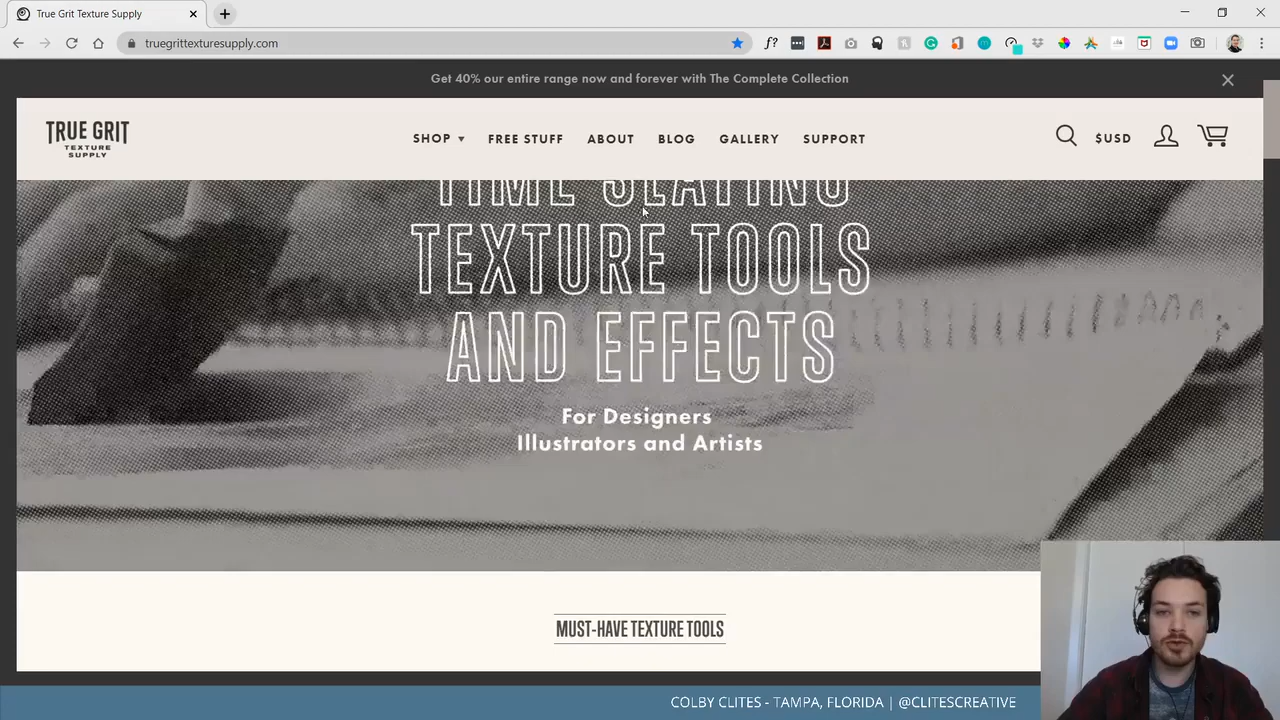 True Grit Texture Supply
truegrittexturesupply.com
Get 40% our entire range now and forever with The Complete Collection
TRUE GRIT
TEXTURE
SUPPLY
SHOP
FREE STUFF
ABOUT
BLOG
GALLERY
SUPPORT
$USD
TIME SEATING
TEXTURE TOOLS
AND EFFECTS
For Designers
Illustrators and Artists
MUST-HAVE TEXTURE TOOLS
COLBY CLITES - TAMPA, FLORIDA | @CLITESCREATIVE